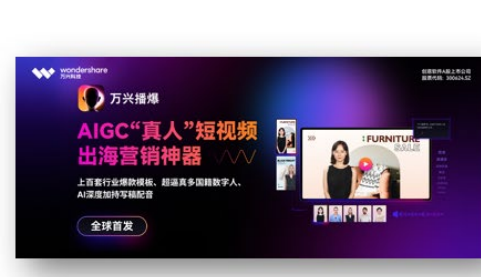 wondershare
万兴科技
创意软件A股上市公司
股票代码：300624.SZ
万兴播爆
AIGC“真人”短视频
出海营销神器
上百套行业爆款模板、超逼真多国籍数字人、
AI深度加持写稿配音
全球首发
FURNITURE
SALE